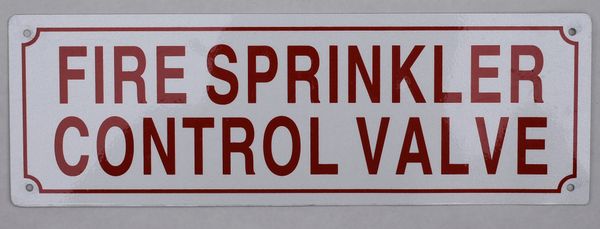 FIRE SPRINKLER
CONTROL VALVE